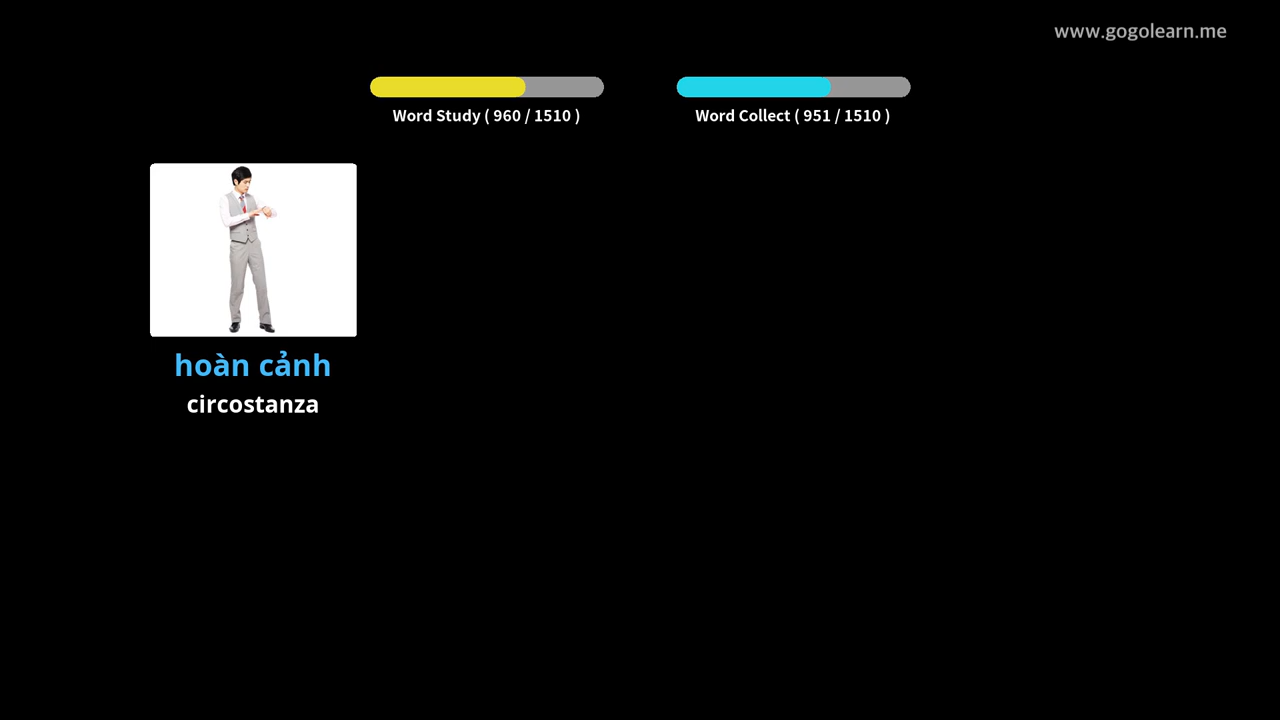 www.gogolearn.me
Word Study ( 960 / 1510 )
Word Collect ( 951 / 1510 )
hoàn cảnh
circostanza